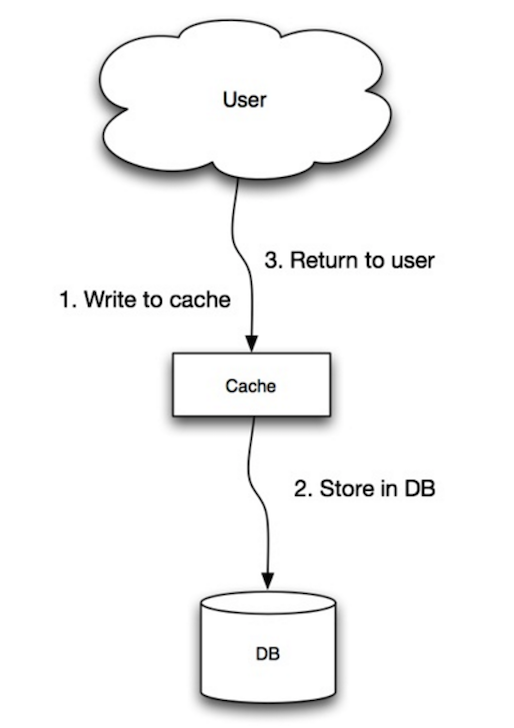 User
3. Return to user
1. Write to cache
Cache
2. Store in DB
DB